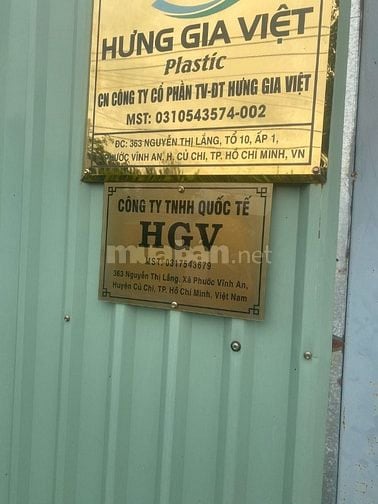 HƯNG GIA VIỆT
Plastic
CN CÔNG TY CỔ PHẦN TV-ĐT HƯNG GIA VIỆT
MST: 0310543574-002
ĐC: 363 NGUYỄN THỊ LẮNG, TỔ 10, ẤP 1,
PHƯỚC VĨNH AN, H. CỦ CHI, TP. HỒ CHI MINH, VN
CÔNG TY TNHH QUỐC TẾ
HGV
muaban.net
MST: 0317543679
363 Nguyễn Thị Lắng, Xã Phước Vĩnh An,
Huyện Củ Chi, TP. Hồ Chí Minh, Việt Nam